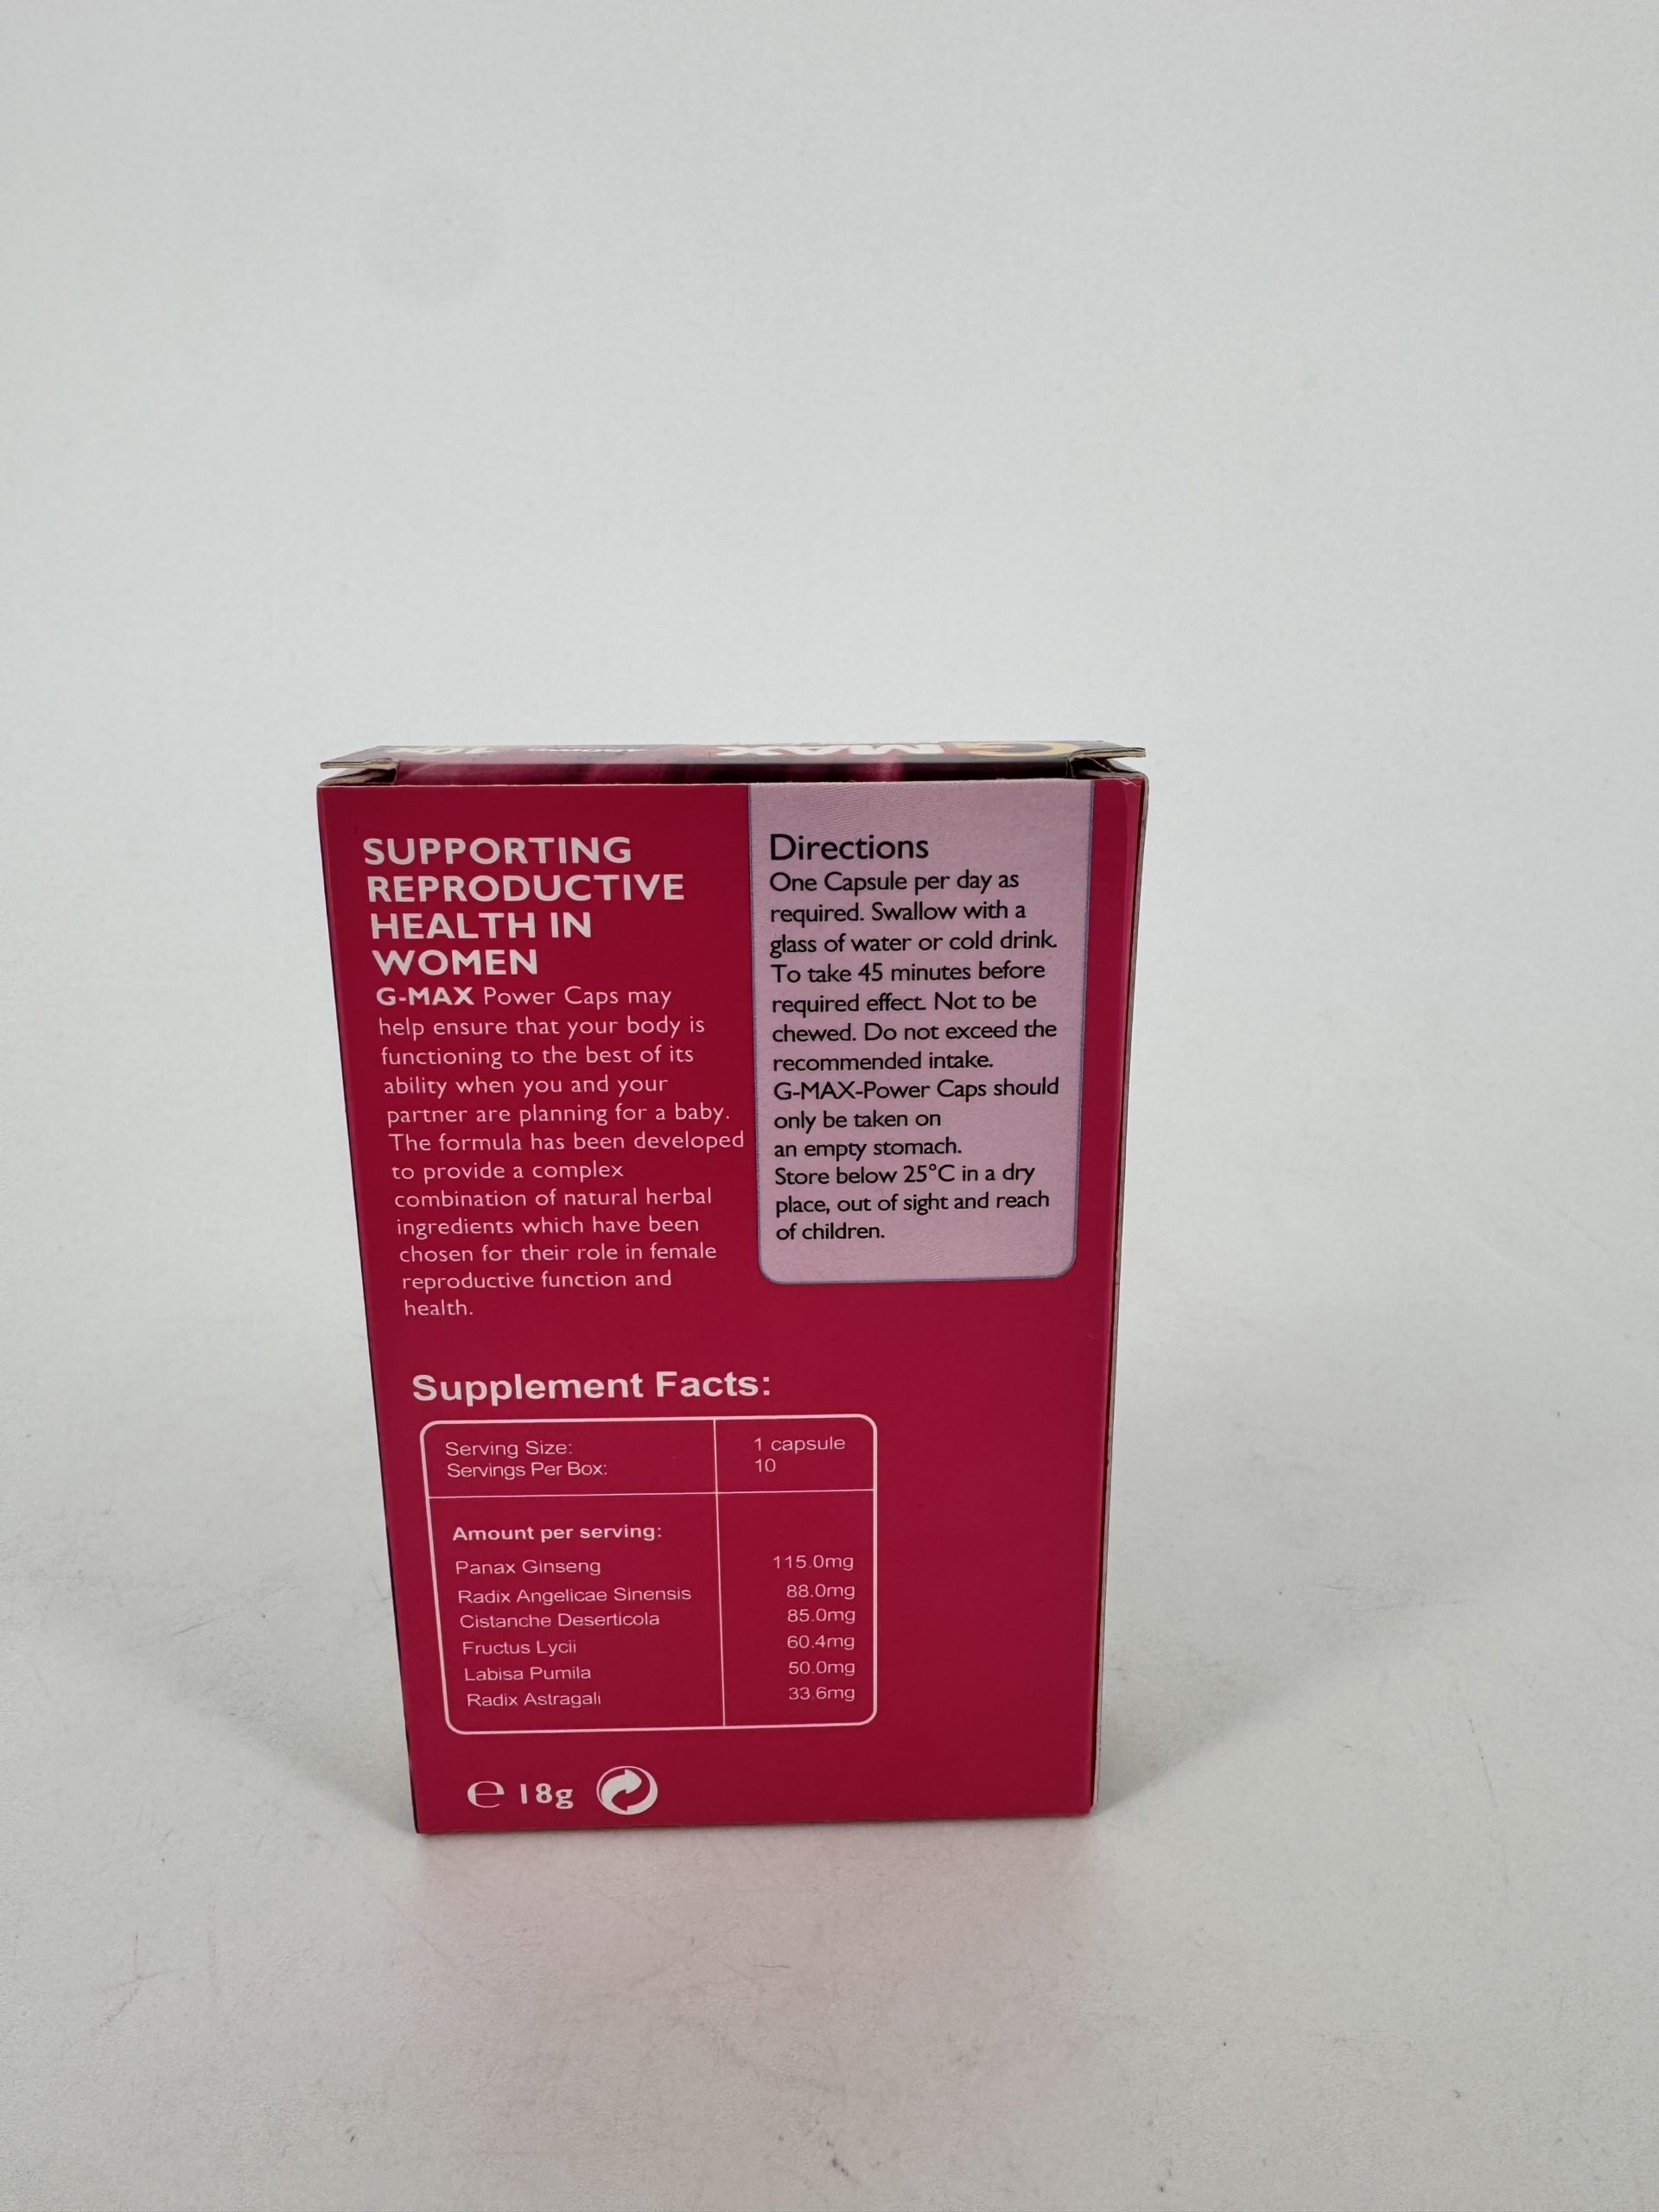 G MAX
SUPPORTING
REPRODUCTIVE
HEALTH IN
WOMEN
G-MAX Power Caps may
help ensure that your body is
functioning to the best of its
ability when you and your
partner are planning for a baby.
The formula has been developed
to provide a complex
combination of natural herbal
ingredients which have been
chosen for their role in female
reproductive function and
health.
Directions
One Capsule per day as
required. Swallow with a
glass of water or cold drink.
To take 45 minutes before
required effect. Not to be
chewed. Do not exceed the
recommended intake.
G-MAX-Power Caps should
only be taken on
an empty stomach.
Store below 25°C in a dry
place, out of sight and reach
of children.
Supplement Facts:
Serving Size: 1 capsule
Servings Per Box: 10
Amount per serving:
Panax Ginseng 115.0mg
Radix Angelicae Sinensis 88.0mg
Cistanche Deserticola 85.0mg
Fructus Lycii 60.4mg
Labisa Pumila 50.0mg
Radix Astragali 33.6mg
e 18g